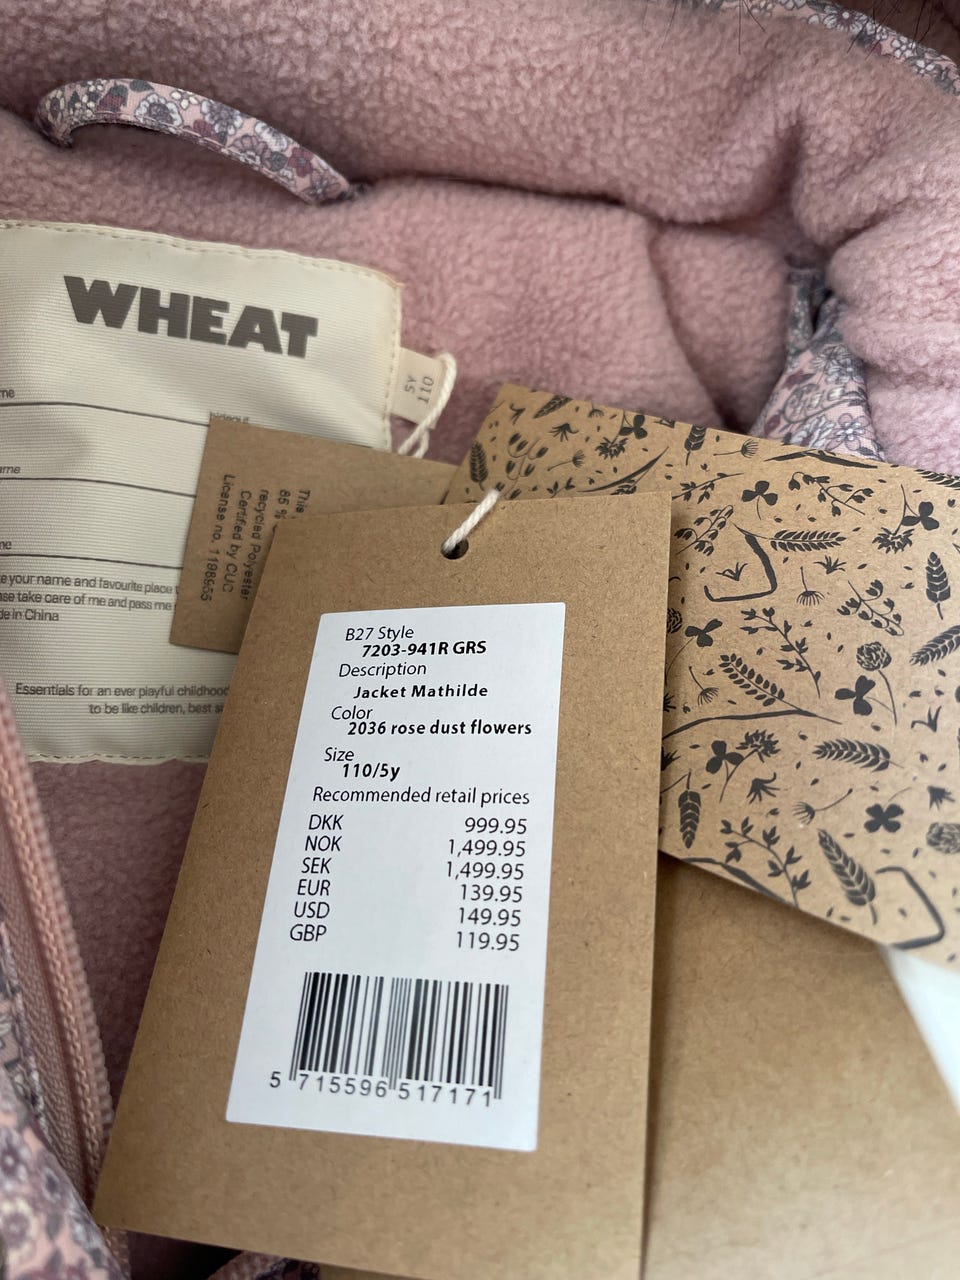 WHEAT
5Y
110
me
ame
me
hideout
e your name and favourite place
se take care of me and pass me
de in China
Essentials for an ever playful childhood
to be like children, best
This
85 %
recycled Polyester
Certified by CUC
License no. 1198655
B27 Style
7203-941R GRS
Description
Jacket Mathilde
Color
2036 rose dust flowers
Size
110/5y
Recommended retail prices
DKK 999.95
NOK 1,499.95
SEK 1,499.95
EUR 139.95
USD 149.95
GBP 119.95
5 715596 517171